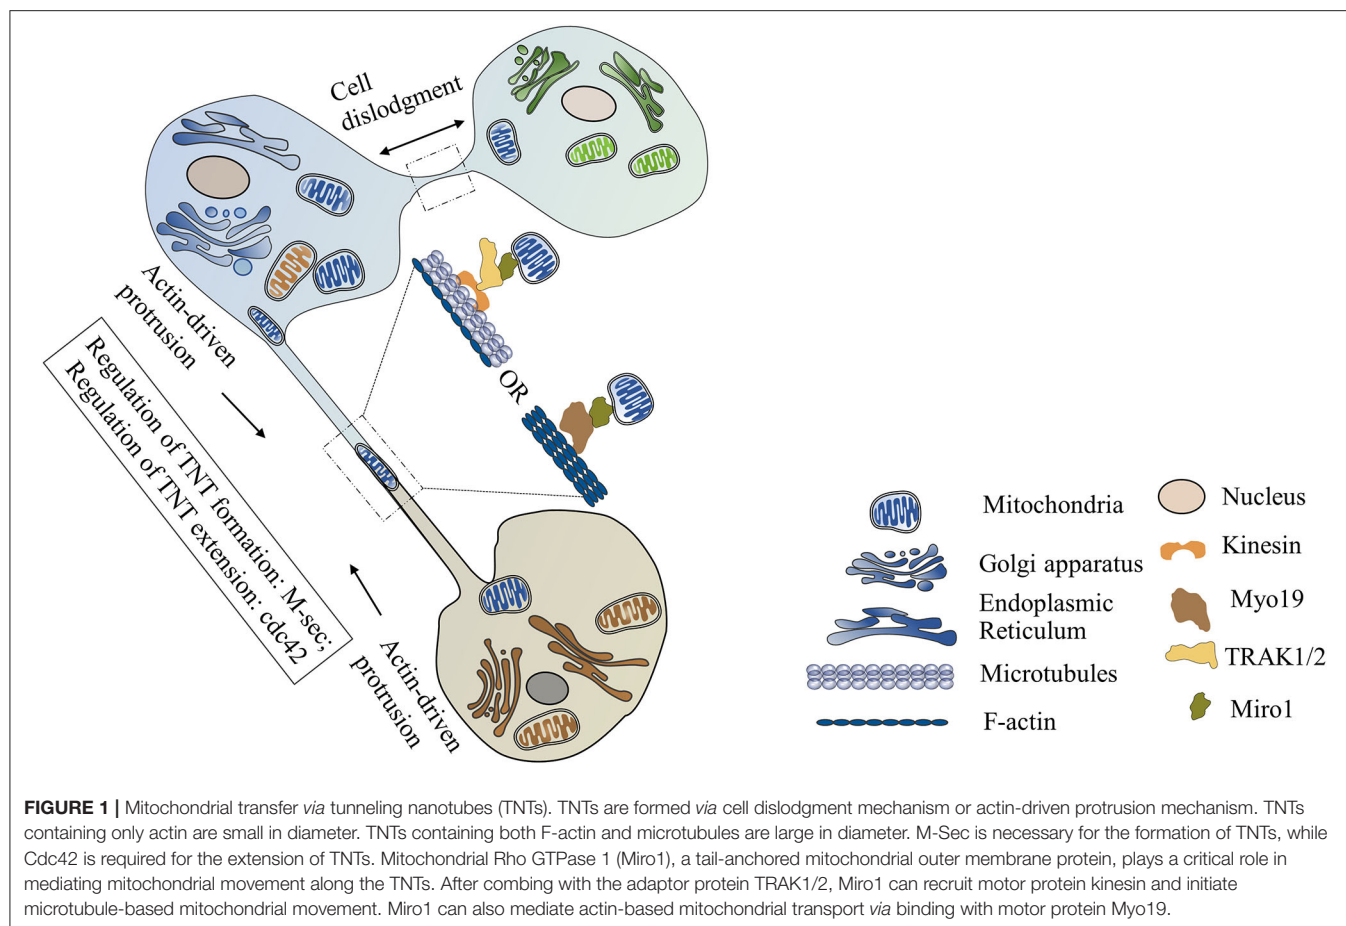 Cell
dislodgment
Actin-driven
protrusion
Regulation of TNT formation: M-sec;
Regulation of TNT extension: cdc42
OR
Actin-driven
protrusion
Mitochondria
Golgi apparatus
Endoplasmic
Reticulum
Microtubules
F-actin
Nucleus
Kinesin
Myo19
TRAK1/2
Miro1
FIGURE 1 | Mitochondrial transfer via tunneling nanotubes (TNTs). TNTs are formed via cell dislodgment mechanism or actin-driven protrusion mechanism. TNTs
containing only actin are small in diameter. TNTs containing both F-actin and microtubules are large in diameter. M-Sec is necessary for the formation of TNTs, while
Cdc42 is required for the extension of TNTs. Mitochondrial Rho GTPase 1 (Miro1), a tail-anchored mitochondrial outer membrane protein, plays a critical role in
mediating mitochondrial movement along the TNTs. After combing with the adaptor protein TRAK1/2, Miro1 can recruit motor protein kinesin and initiate
microtubule-based mitochondrial movement. Miro1 can also mediate actin-based mitochondrial transport via binding with motor protein Myo19.